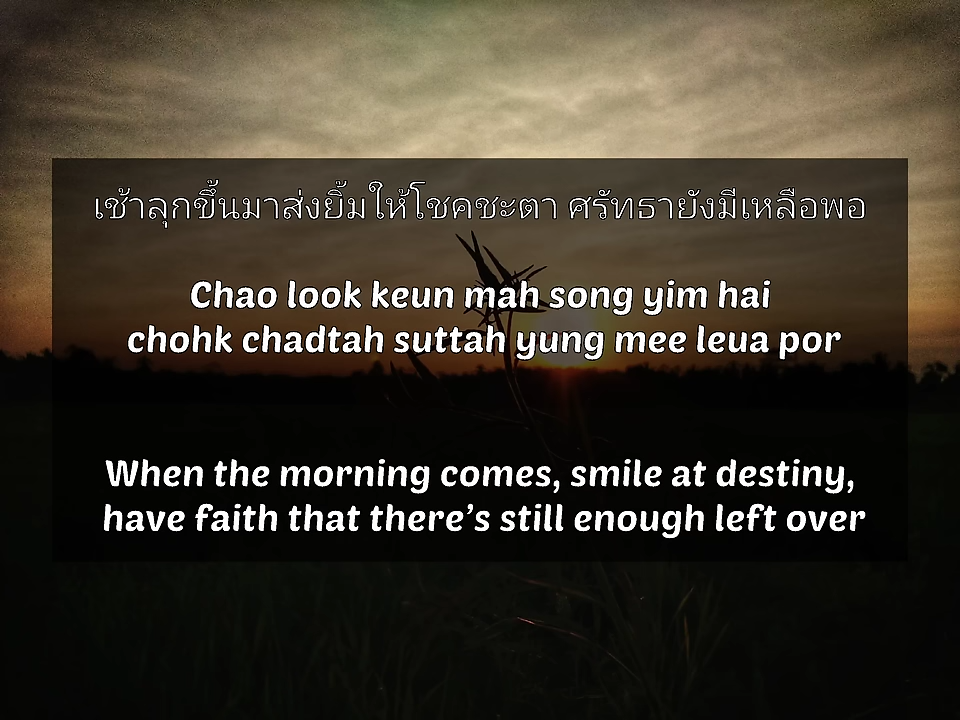 เช้าลุกขึ้นมาส่งยิ้มให้โชคชะตา ศรัทธายังมีเหลือพอ
Chao look keun mah song yim hai
chohk chadtah suttah yung mee leua por
When the morning comes, smile at destiny,
have faith that there's still enough left over